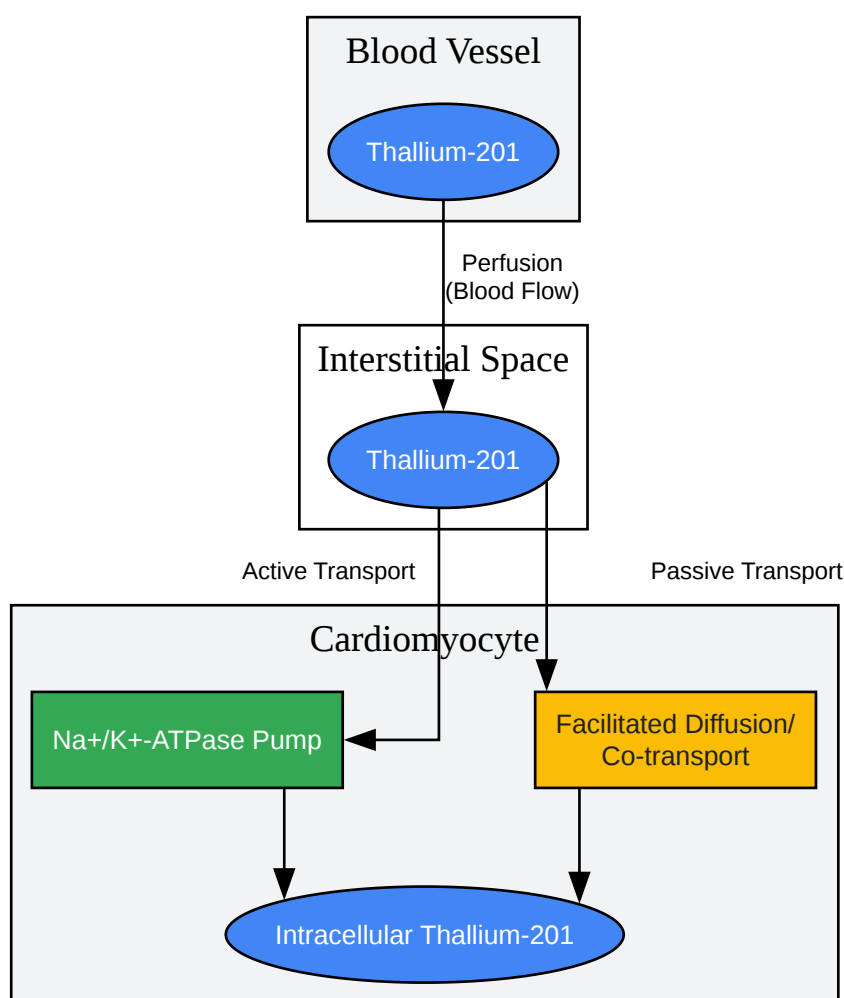 Blood Vessel
Thallium-201
Perfusion
(Blood Flow)
Interstitial Space
Thallium-201
Active Transport
Passive Transport
Cardiomyocyte
Na+/K+-ATPase Pump
Facilitated Diffusion/
Co-transport
Intracellular Thallium-201